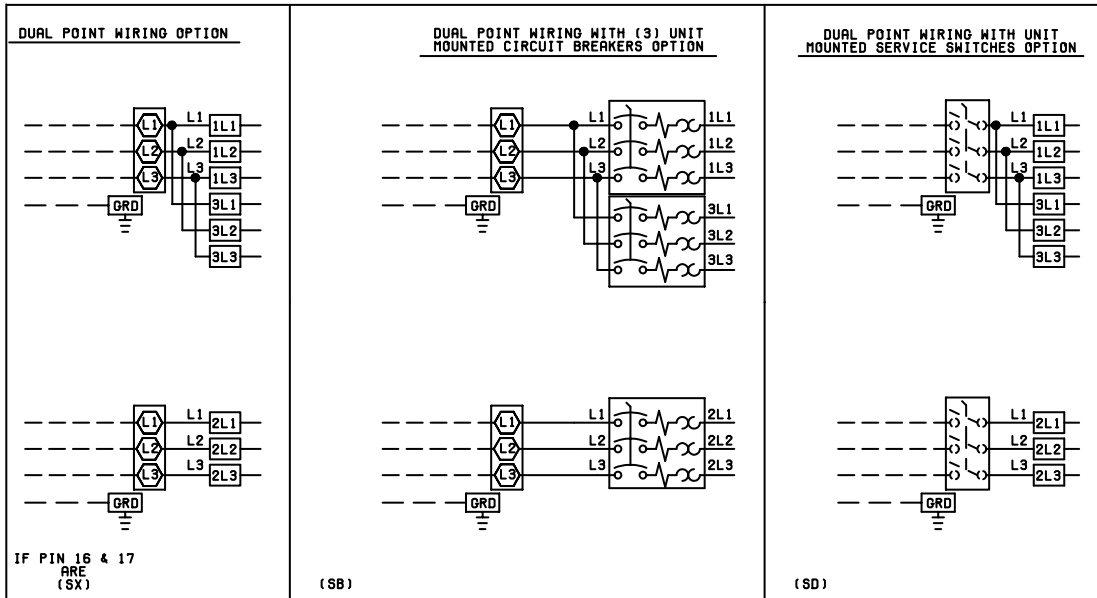 DUAL POINT WIRING OPTION
L1 L1 1L1
L2 L2 1L2
L3 L3 1L3
GRD 3L1
3L2
3L3
L1 L1 2L1
L2 L2 2L2
L3 L3 2L3
GRD
IF PIN 16 & 17
ARE
(SX)
DUAL POINT WIRING WITH (3) UNIT
MOUNTED CIRCUIT BREAKERS OPTION
L1 L1 1L1
L2 L2 1L2
L3 L3 1L3
GRD 3L1
3L2
3L3
L1 L1 2L1
L2 L2 2L2
L3 L3 2L3
GRD
(SB)
DUAL POINT WIRING WITH UNIT
MOUNTED SERVICE SWITCHES OPTION
L1 1L1
L2 1L2
L3 1L3
GRD 3L1
3L2
3L3
L1 2L1
L2 2L2
L3 2L3
GRD
(SD)